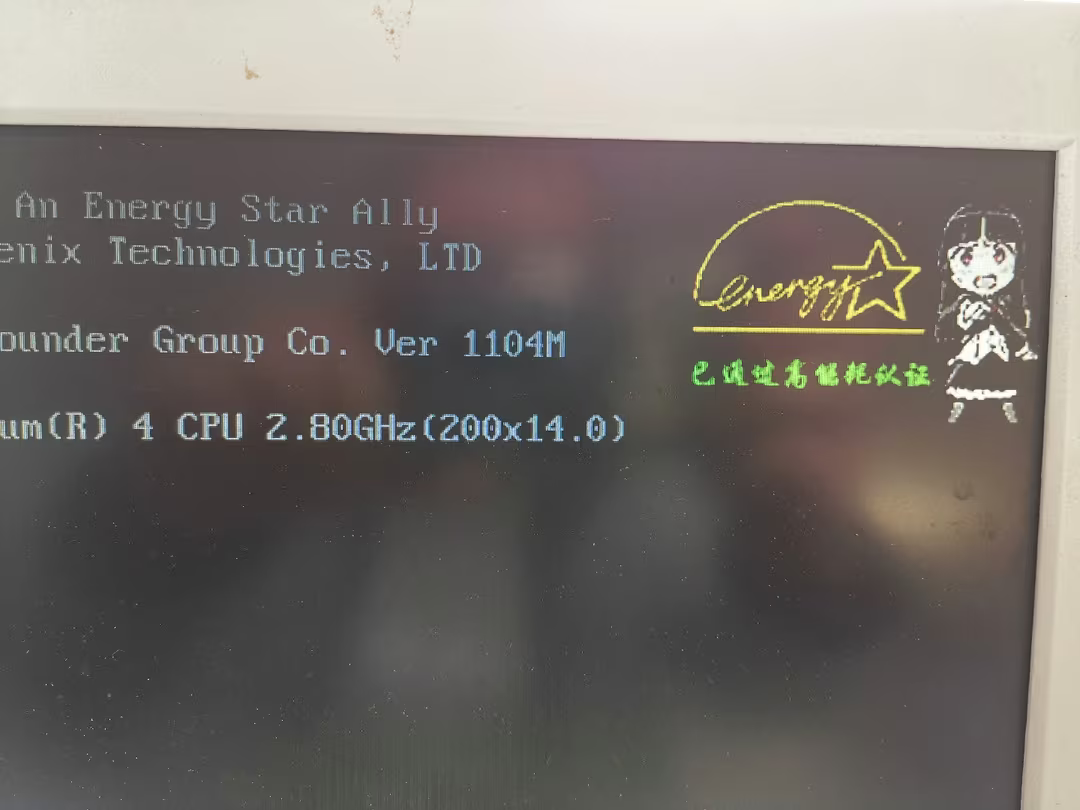 An Energy Star Ally
enix Technologies, LTD
ounder Group Co. Ver 1104M
um(R) 4 CPU 2.80GHz(200x14.0)
energy
已通过高能耗认证